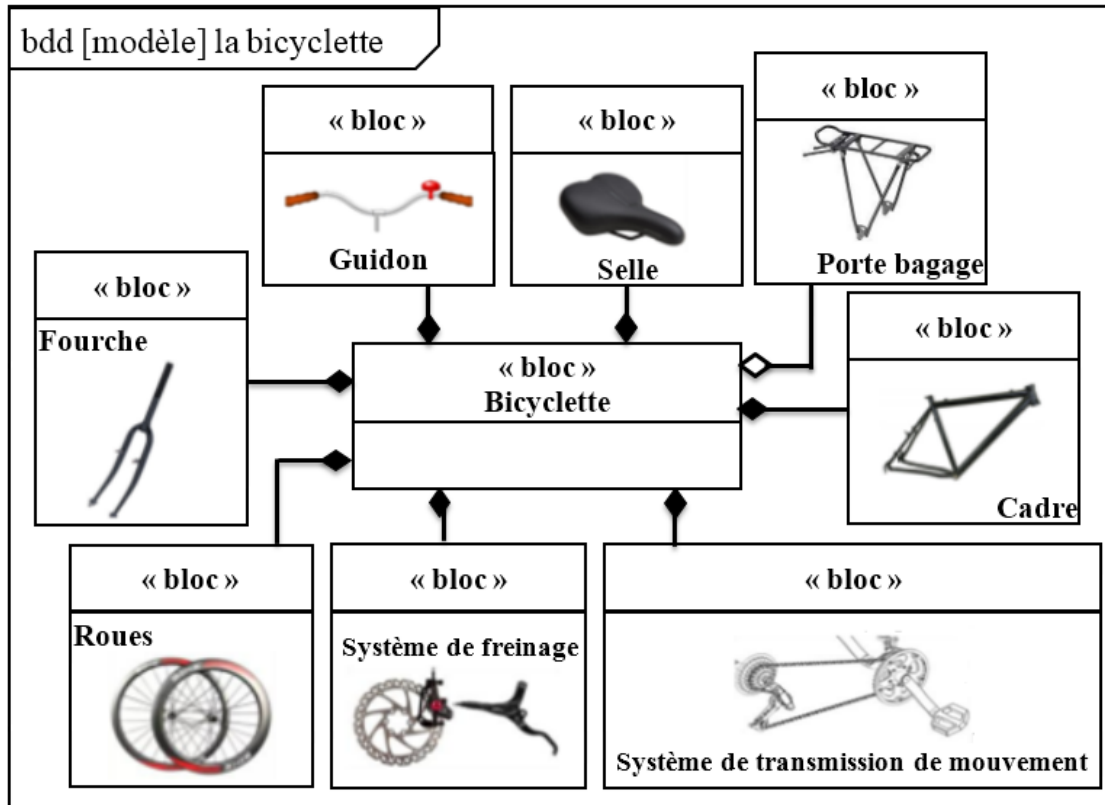 bdd [modèle] la bicyclette
« bloc »
Guidon
« bloc »
Selle
« bloc »
Porte bagage
« bloc »
Fourche
« bloc »
Bicyclette
« bloc »
Cadre
« bloc »
Roues
« bloc »
Système de freinage
« bloc »
Système de transmission de mouvement